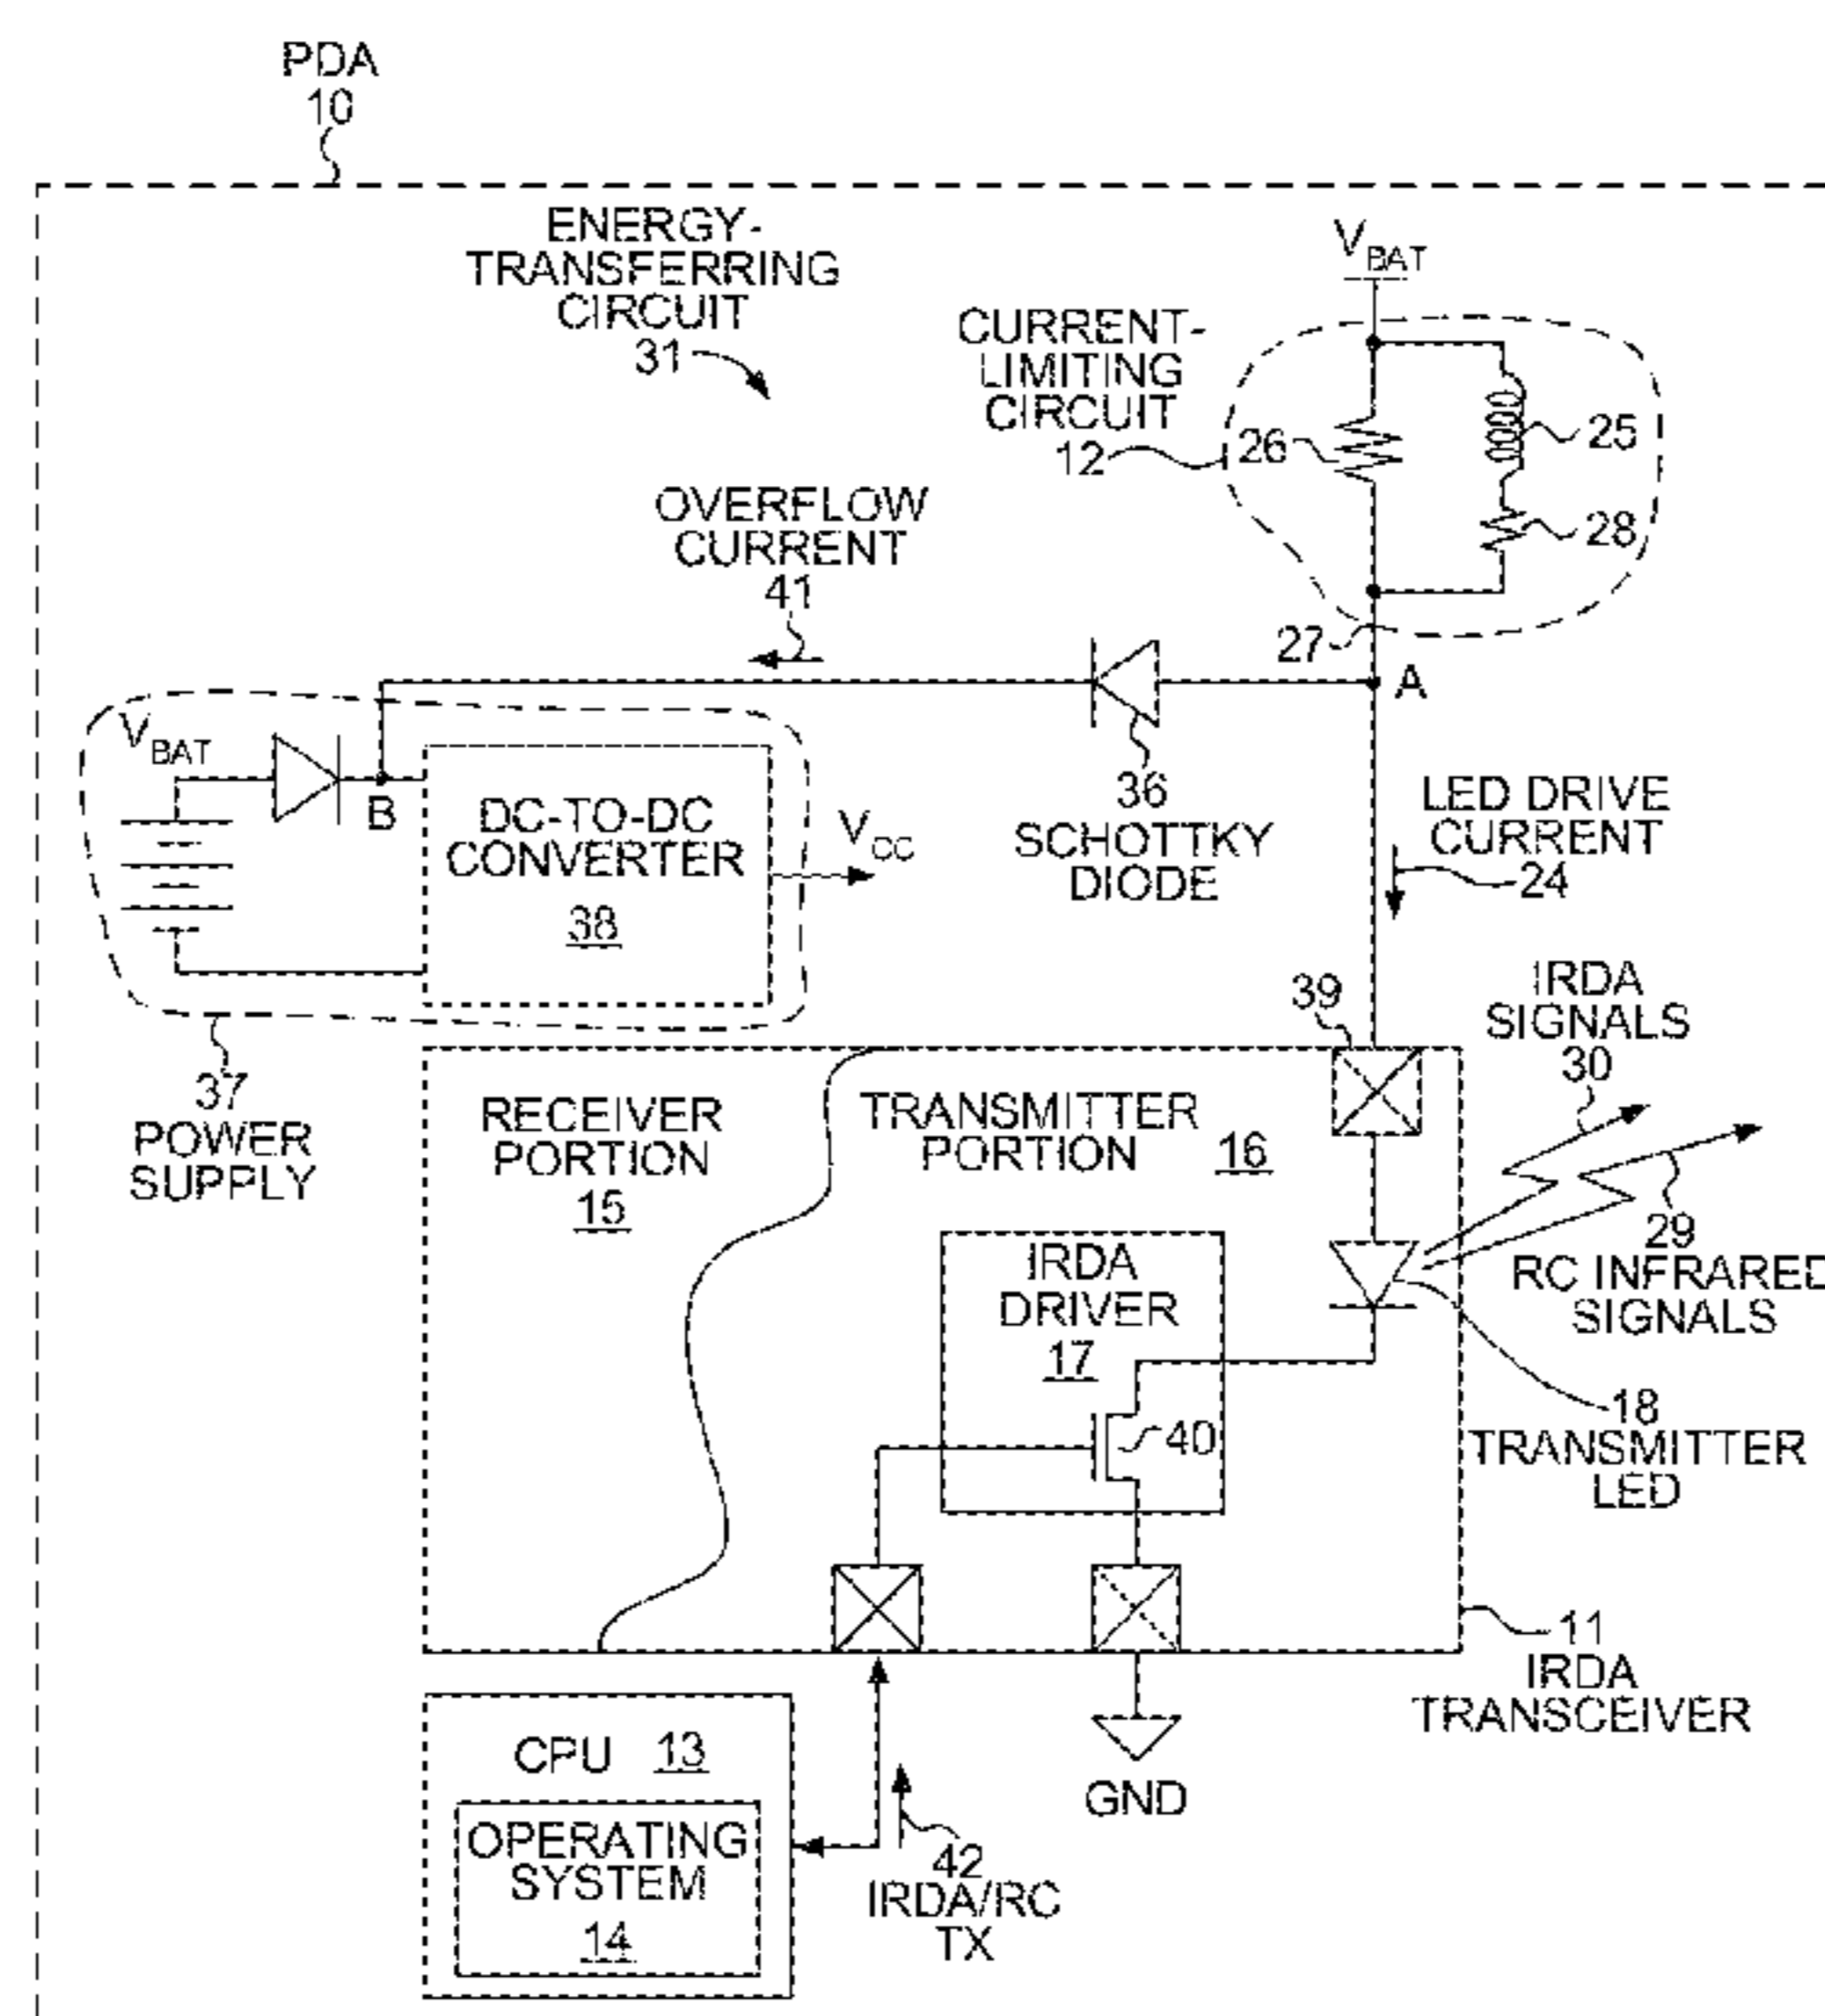 PDA
10
ENERGY-
TRANSFERRING
CIRCUIT
31
VBAT
CURRENT-
LIMITING
CIRCUIT
12
26
25
28
OVERFLOW
CURRENT
41
27
A
VBAT
B
DC-TO-DC
CONVERTER
38
VCC
36
SCHOTTKY
DIODE
LED DRIVE
CURRENT
24
37
POWER
SUPPLY
39
IRDA
SIGNALS
30
RECEIVER
PORTION
15
TRANSMITTER
PORTION
16
29
RC INFRARED
SIGNALS
IRDA
DRIVER
17
40
18
TRANSMITTER
LED
11
IRDA
TRANSCEIVER
CPU 13
OPERATING
SYSTEM
14
42
IRDA/RC
TX
GND